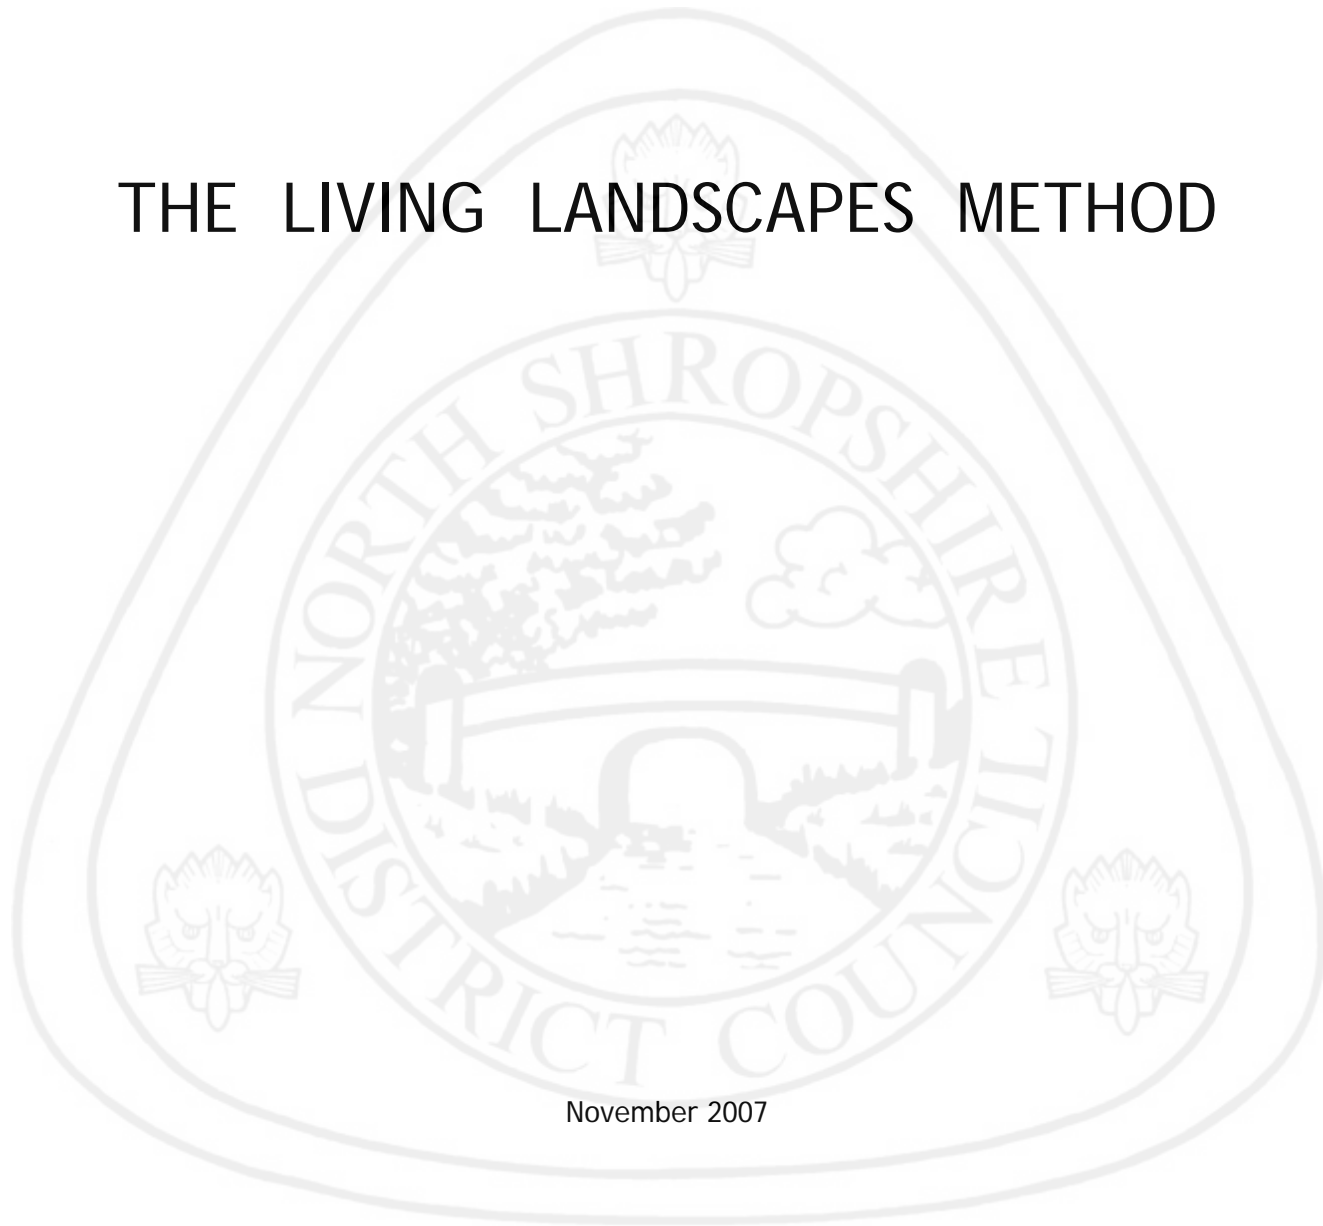 THE LIVING LANDSCAPES METHOD
NORTH SHROPSHIRE
DISTRICT COUNCIL
November 2007